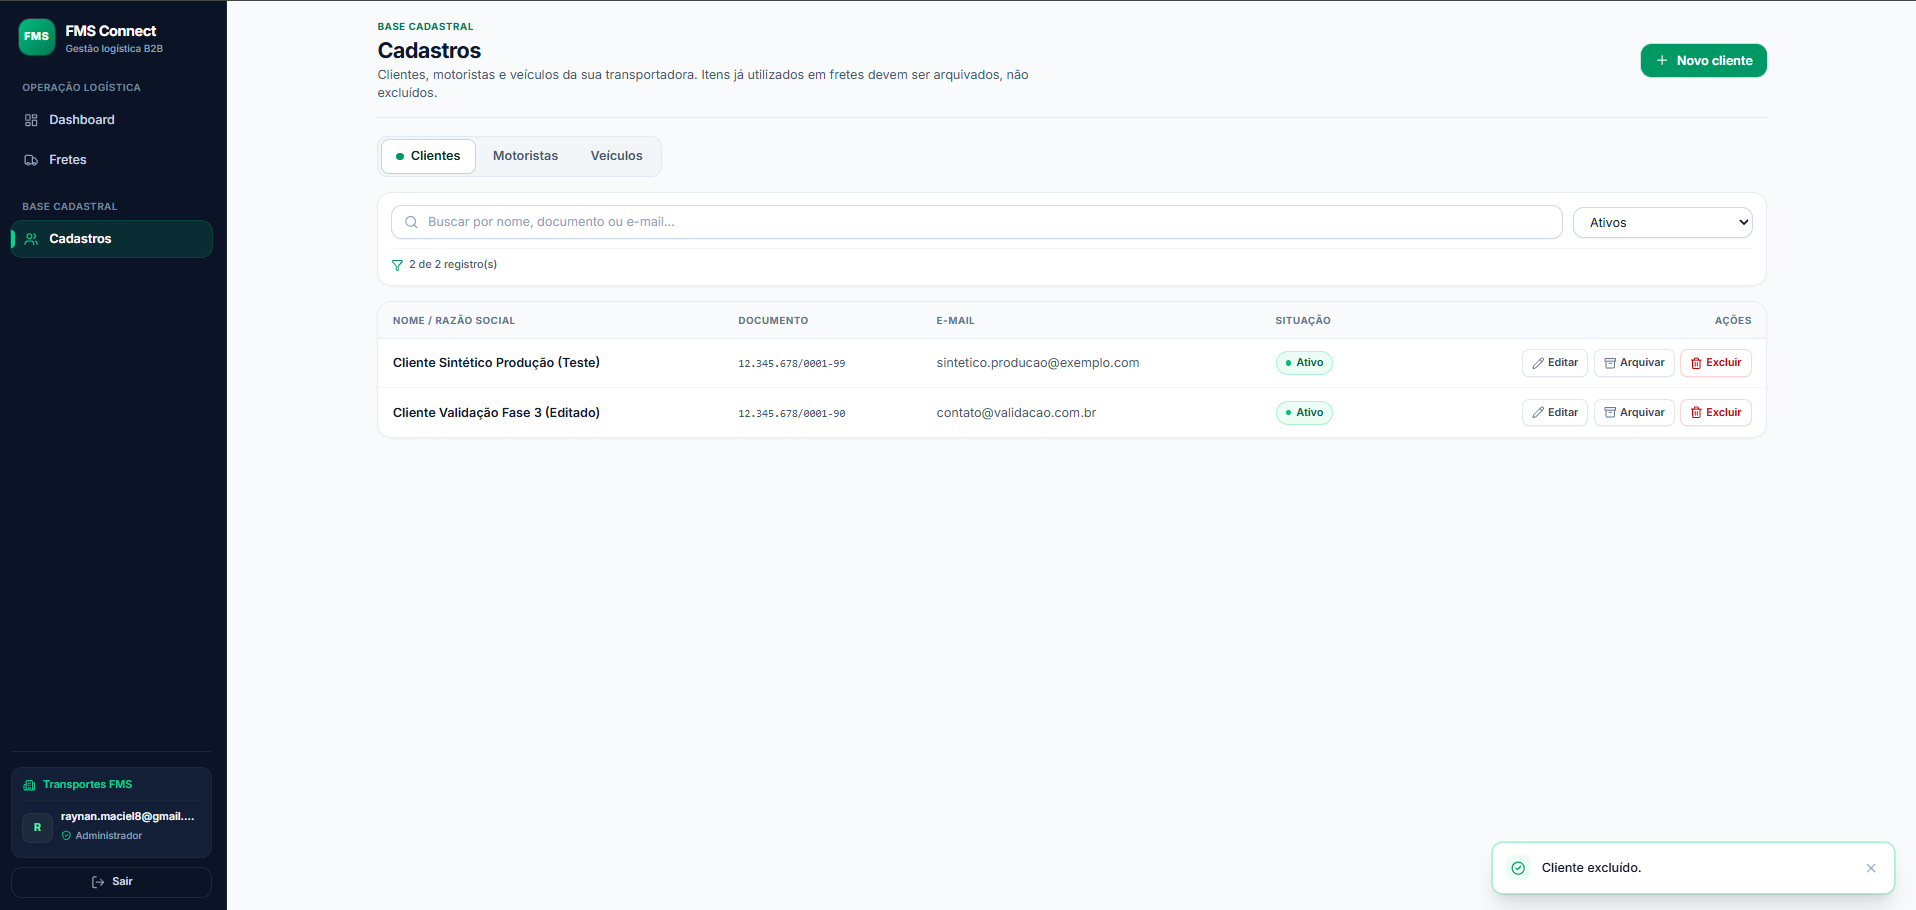 FMS
FMS Connect
Gestão logística B2B
OPERAÇÃO LOGÍSTICA
Dashboard
Fretes
BASE CADASTRAL
Cadastros
Transportes FMS
R
raynan.maciel8@gmail....
Administrador
Sair
BASE CADASTRAL
Cadastros
Clientes, motoristas e veículos da sua transportadora. Itens já utilizados em fretes devem ser arquivados, não
excluídos.
Novo cliente
Clientes Motoristas Veículos
Buscar por nome, documento ou e-mail... Ativos
2 de 2 registro(s)
NOME / RAZÃO SOCIAL DOCUMENTO E-MAIL SITUAÇÃO AÇÕES
Cliente Sintético Produção (Teste) 12.345.678/0001-99 sintetico.producao@exemplo.com Ativo Editar Arquivar Excluir
Cliente Validação Fase 3 (Editado) 12.345.678/0001-90 contato@validacao.com.br Ativo Editar Arquivar Excluir
Cliente excluído.